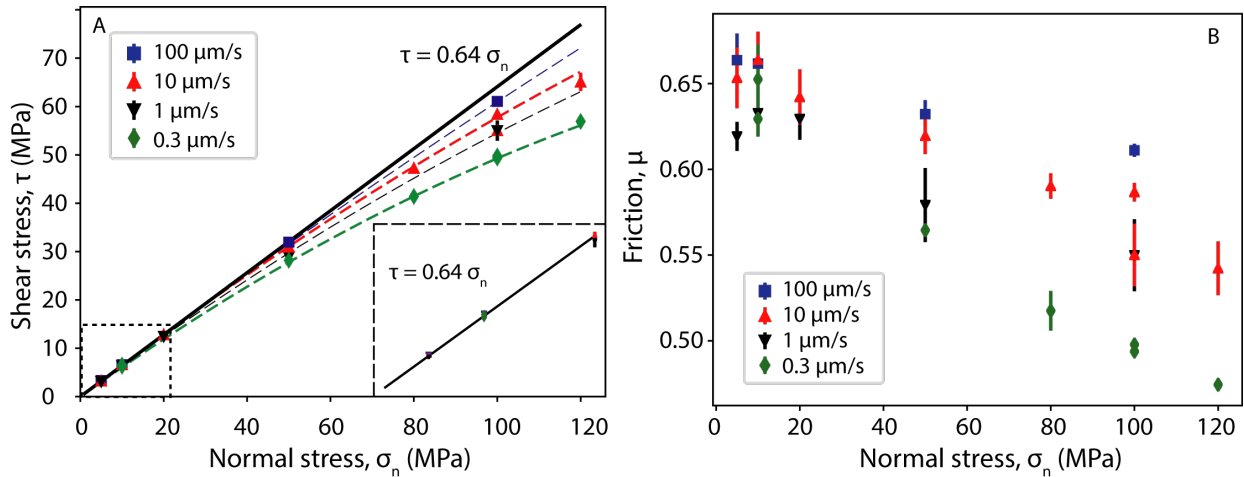 A
100 μm/s
10 μm/s
1 μm/s
0.3 μm/s
τ = 0.64 σn
τ = 0.64 σn
70
60
50
40
30
20
10
0
0 20 40 60 80 100 120
Shear stress, τ (MPa)
Normal stress, σn (MPa)
B
0.65
0.60
0.55
0.50
100 μm/s
10 μm/s
1 μm/s
0.3 μm/s
0 20 40 60 80 100 120
Friction, μ
Normal stress, σn (MPa)